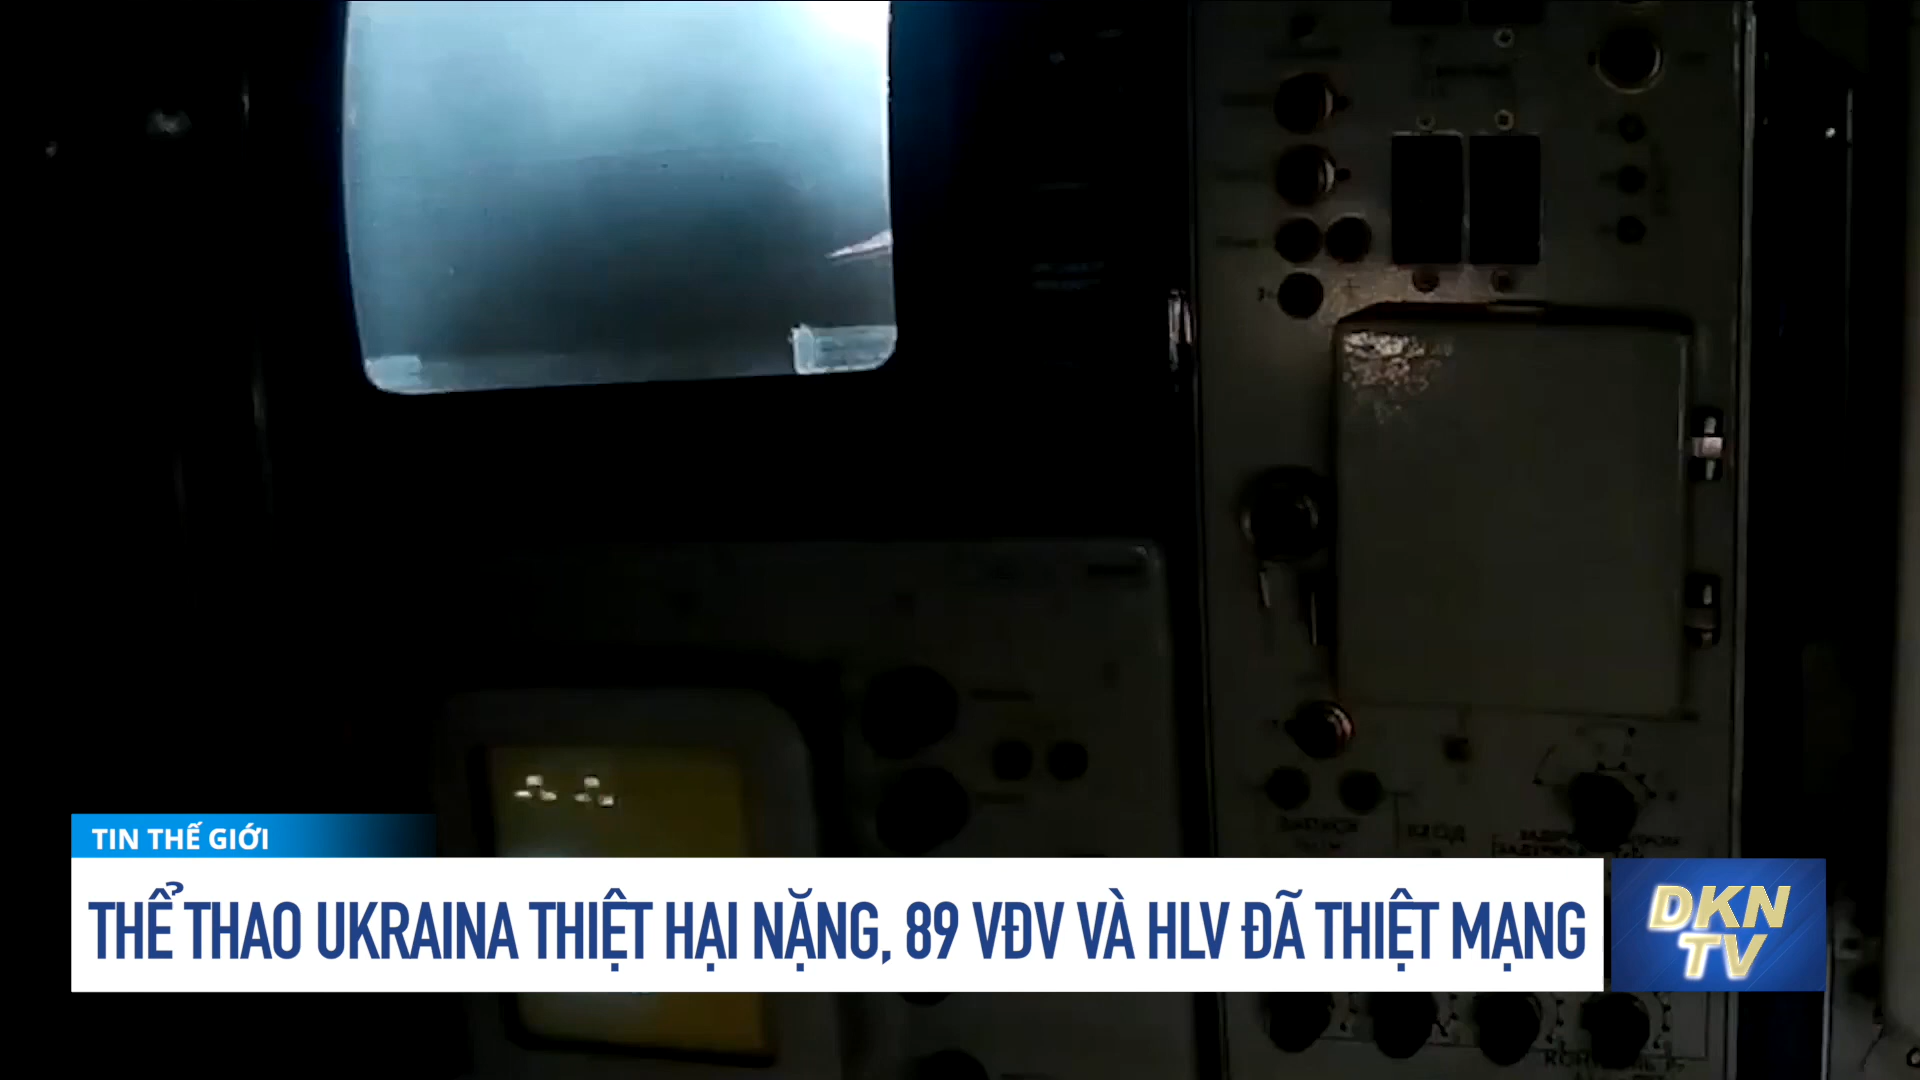 TIN THẾ GIỚI
THỂ THAO UKRAINA THIỆT HẠI NẶNG, 89 VĐV VÀ HLV ĐÃ THIỆT MẠNG
DKN
TV